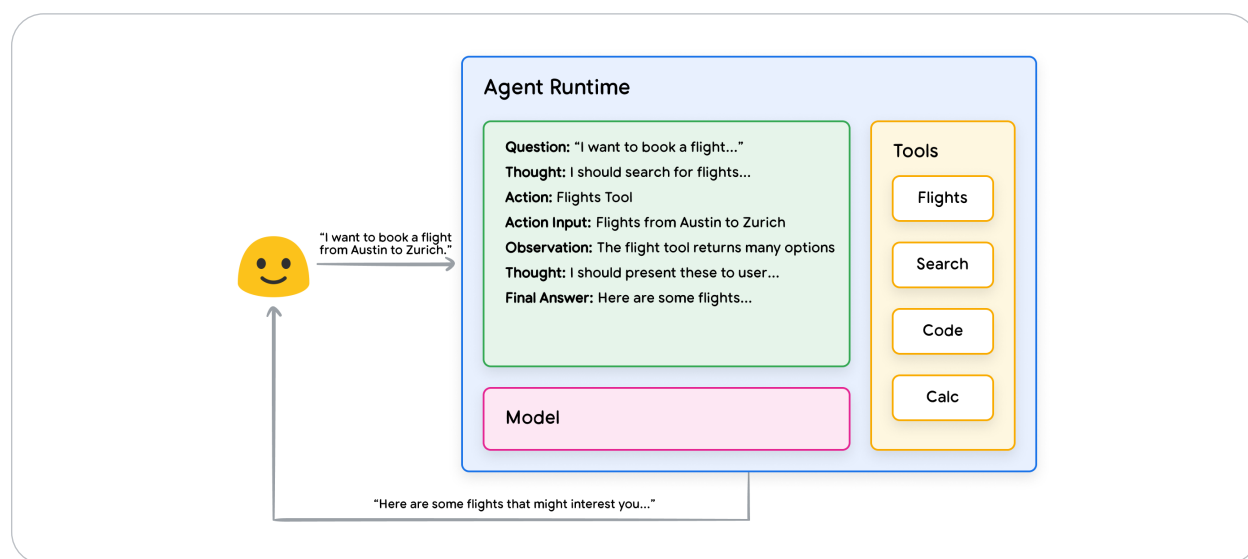 Agent Runtime
Question: “I want to book a flight...”
Thought: I should search for flights...
Action: Flights Tool
Action Input: Flights from Austin to Zurich
Observation: The flight tool returns many options
Thought: I should present these to user...
Final Answer: Here are some flights...
Tools
Flights
Search
Code
Calc
“I want to book a flight
from Austin to Zurich.”
Model
“Here are some flights that might interest you...”